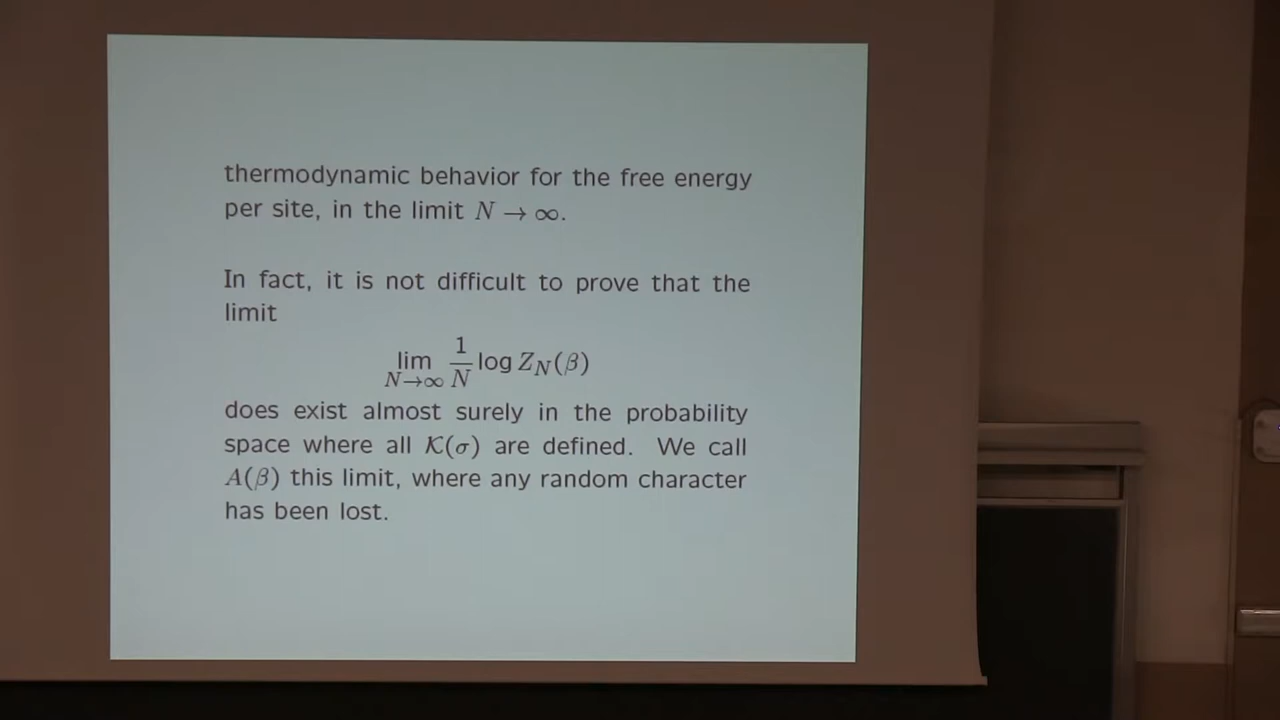 thermodynamic behavior for the free energy
per site, in the limit N → ∞.
In fact, it is not difficult to prove that the
limit
lim_{N→∞} \frac{1}{N} log Z_N(β)
does exist almost surely in the probability
space where all 𝒦(σ) are defined. We call
A(β) this limit, where any random character
has been lost.